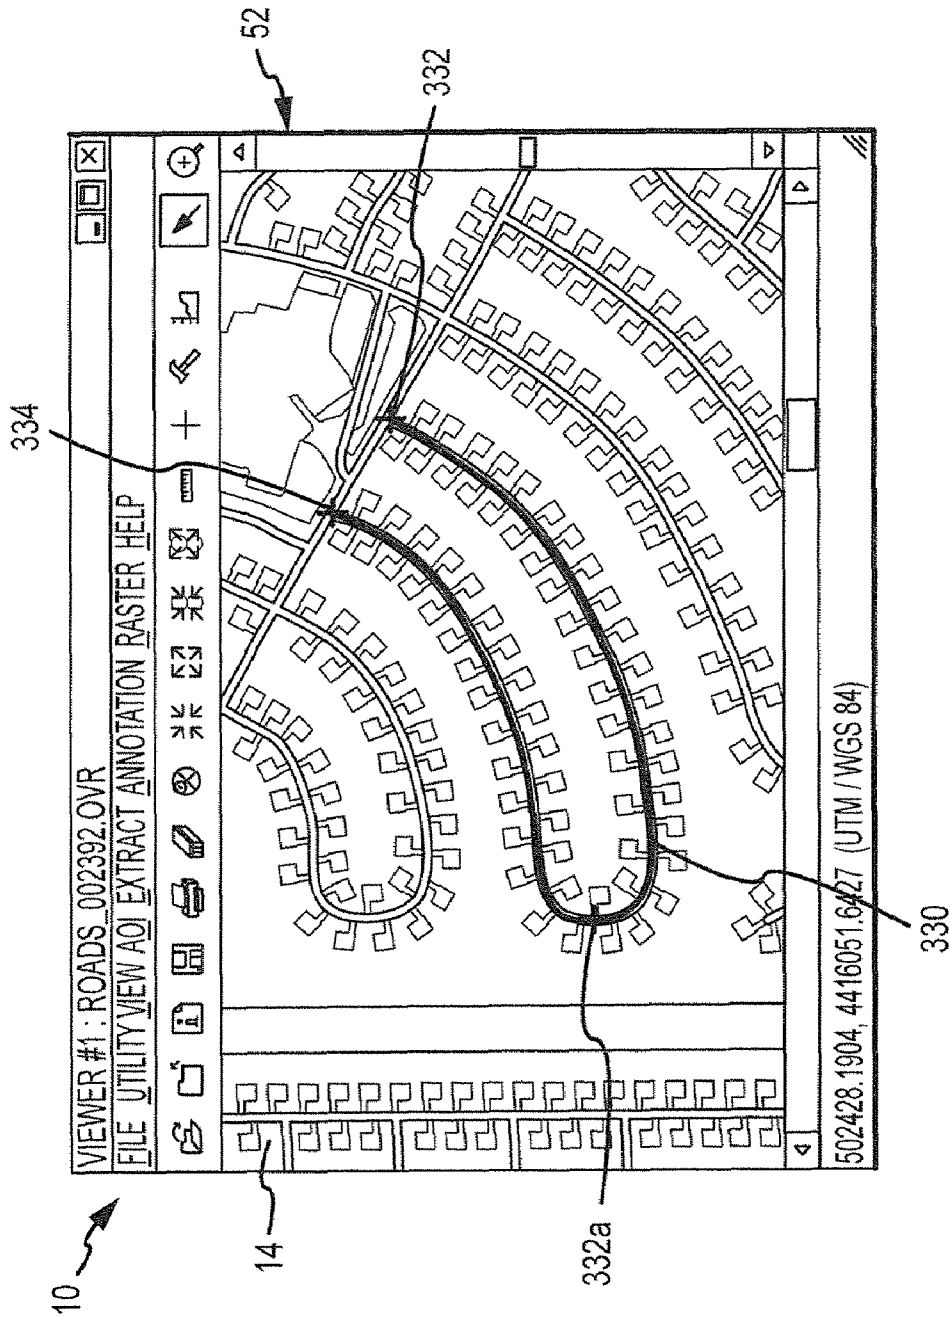 10
14
332a
330
334
332
52
VIEWER #1 : ROADS_002392.OVR
FILE UTILITY VIEW AOI EXTRACT ANNOTATION RASTER HELP
502428.1904, 4416051.6427 (UTM / WGS 84)